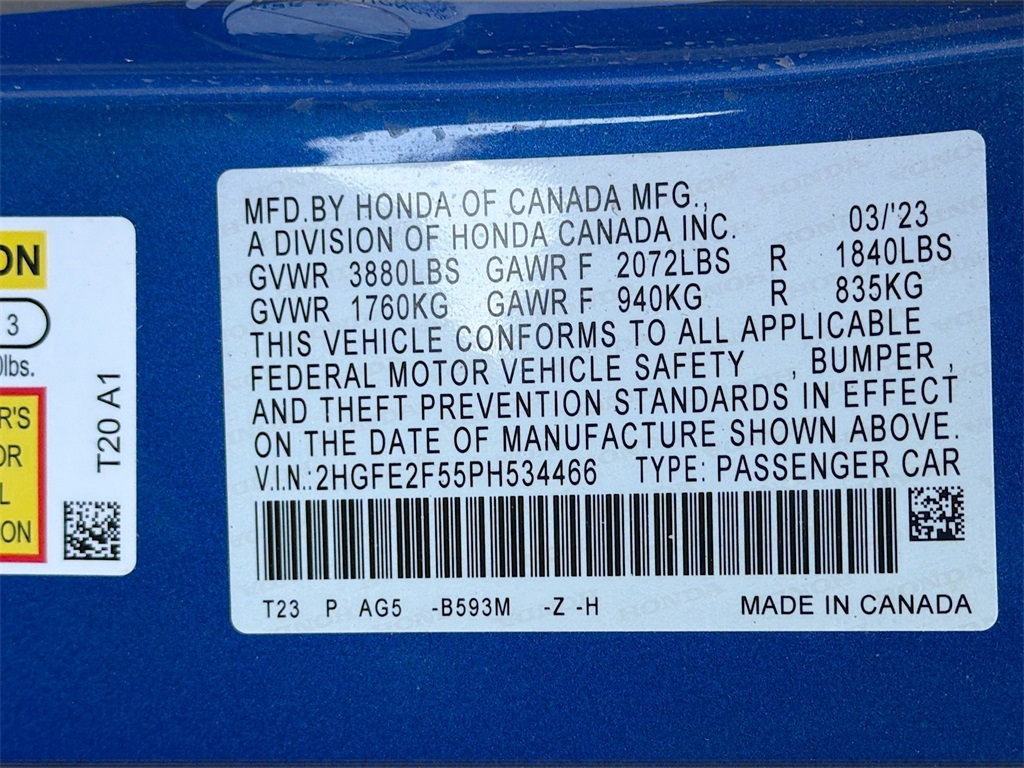 MFD.BY HONDA OF CANADA MFG.,
A DIVISION OF HONDA CANADA INC. 03/'23
GVWR 3880LBS GAWR F 2072LBS R 1840LBS
GVWR 1760KG GAWR F 940KG R 835KG
THIS VEHICLE CONFORMS TO ALL APPLICABLE
FEDERAL MOTOR VEHICLE SAFETY , BUMPER ,
AND THEFT PREVENTION STANDARDS IN EFFECT
ON THE DATE OF MANUFACTURE SHOWN ABOVE.
V.I.N.:2HGFE2F55PH534466 TYPE: PASSENGER CAR
T23 P AG5 -B593M -Z -H MADE IN CANADA
ON
3
lbs.
R'S
OR
L
ON
T20 A1